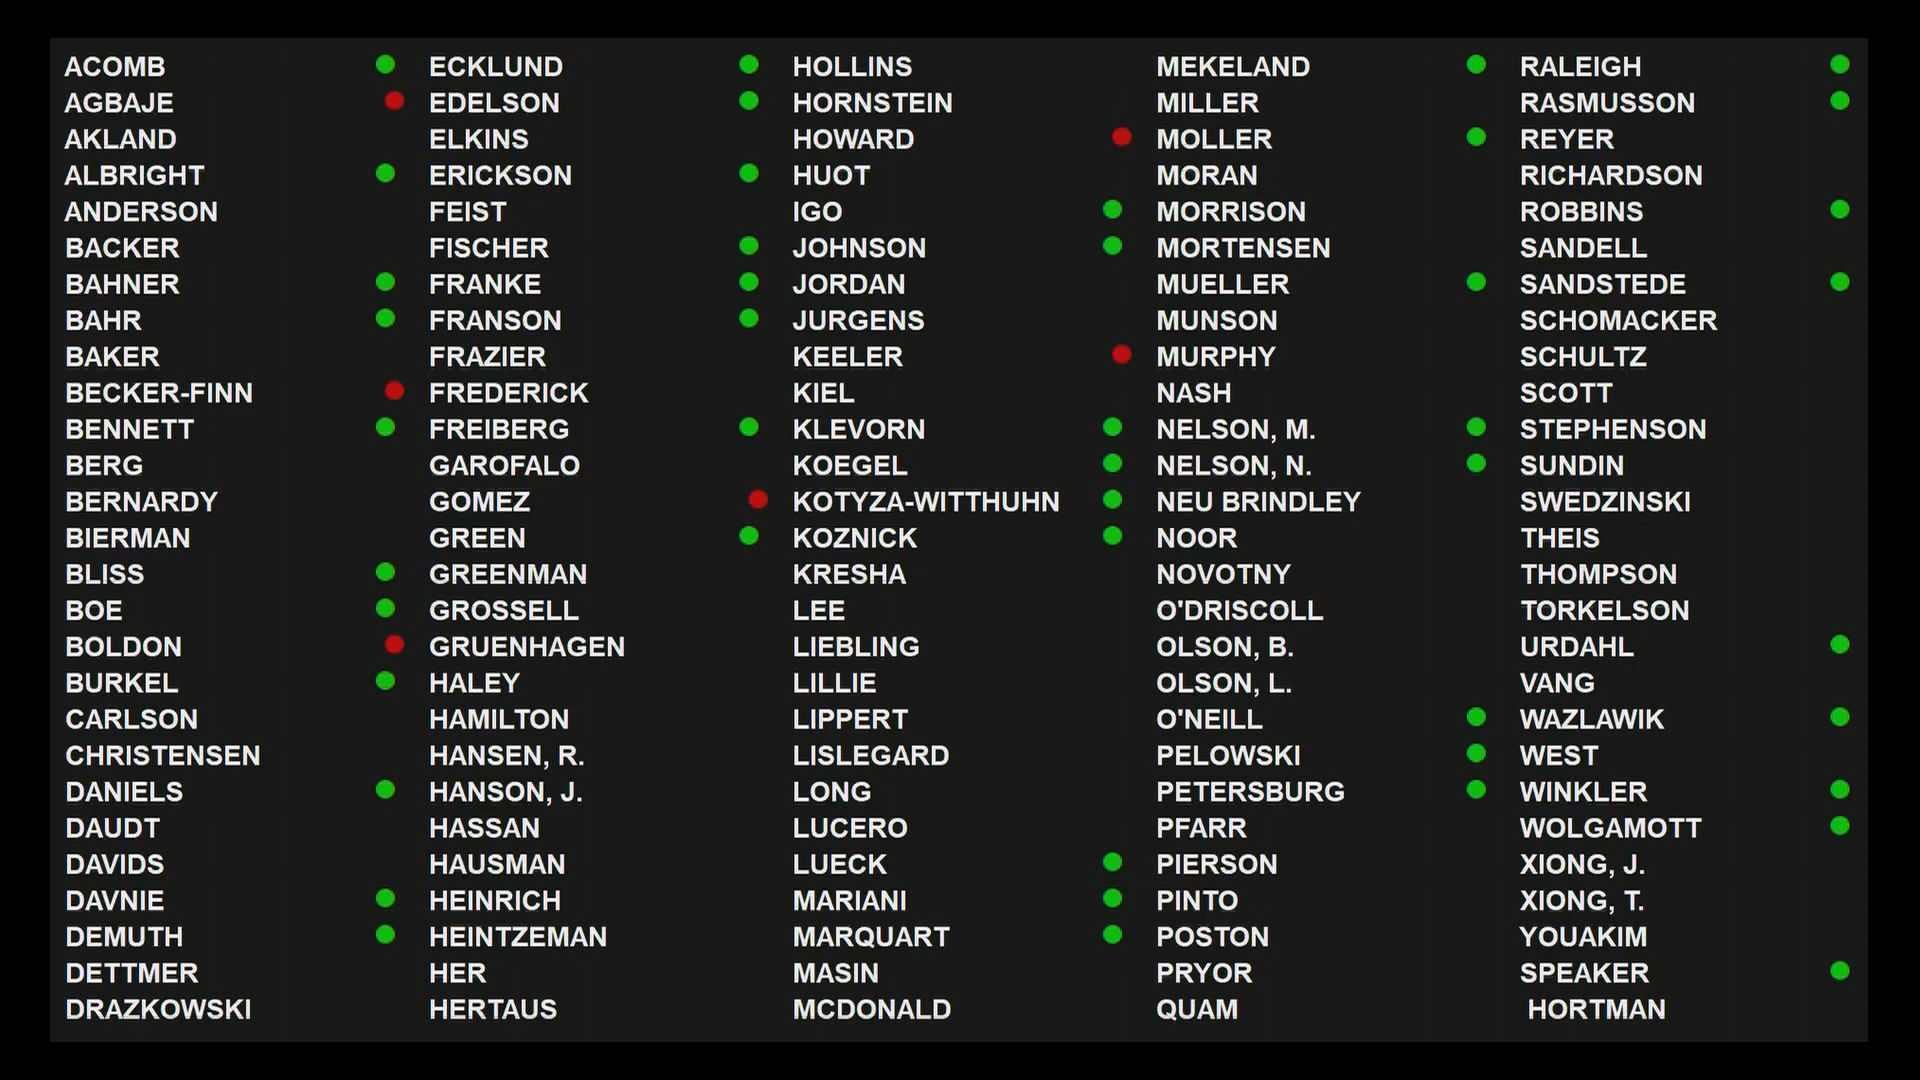 ACOMB
AGBAJE
AKLAND
ALBRIGHT
ANDERSON
BACKER
BAHNER
BAHR
BAKER
BECKER-FINN
BENNETT
BERG
BERNARDY
BIERMAN
BLISS
BOE
BOLDON
BURKEL
CARLSON
CHRISTENSEN
DANIELS
DAUDT
DAVIDS
DAVNIE
DEMUTH
DETTMER
DRAZKOWSKI
ECKLUND
EDELSON
ELKINS
ERICKSON
FEIST
FISCHER
FRANKE
FRANSON
FRAZIER
FREDERICK
FREIBERG
GAROFALO
GOMEZ
GREEN
GREENMAN
GROSSELL
GRUENHAGEN
HALEY
HAMILTON
HANSEN, R.
HANSON, J.
HASSAN
HAUSMAN
HEINRICH
HEINTZEMAN
HER
HERTAUS
HOLLINS
HORNSTEIN
HOWARD
HUOT
IGO
JOHNSON
JORDAN
JURGENS
KEELER
KIEL
KLEVORN
KOEGEL
KOTYZA-WITTHUHN
KOZNICK
KRESHA
LEE
LIEBLING
LILLIE
LIPPERT
LISLEGARD
LONG
LUCERO
LUECK
MARIANI
MARQUART
MASIN
MCDONALD
MEKELAND
MILLER
MOLLER
MORAN
MORRISON
MORTENSEN
MUELLER
MUNSON
MURPHY
NASH
NELSON, M.
NELSON, N.
NEU BRINDLEY
NOOR
NOVOTNY
O'DRISCOLL
OLSON, B.
OLSON, L.
O'NEILL
PELOWSKI
PETERSBURG
PFARR
PIERSON
PINTO
POSTON
PRYOR
QUAM
RALEIGH
RASMUSSON
REYER
RICHARDSON
ROBBINS
SANDELL
SANDSTEDE
SCHOMACKER
SCHULTZ
SCOTT
STEPHENSON
SUNDIN
SWEDZINSKI
THEIS
THOMPSON
TORKELSON
URDAHL
VANG
WAZLAWIK
WEST
WINKLER
WOLGAMOTT
XIONG, J.
XIONG, T.
YOUAKIM
SPEAKER
HORTMAN